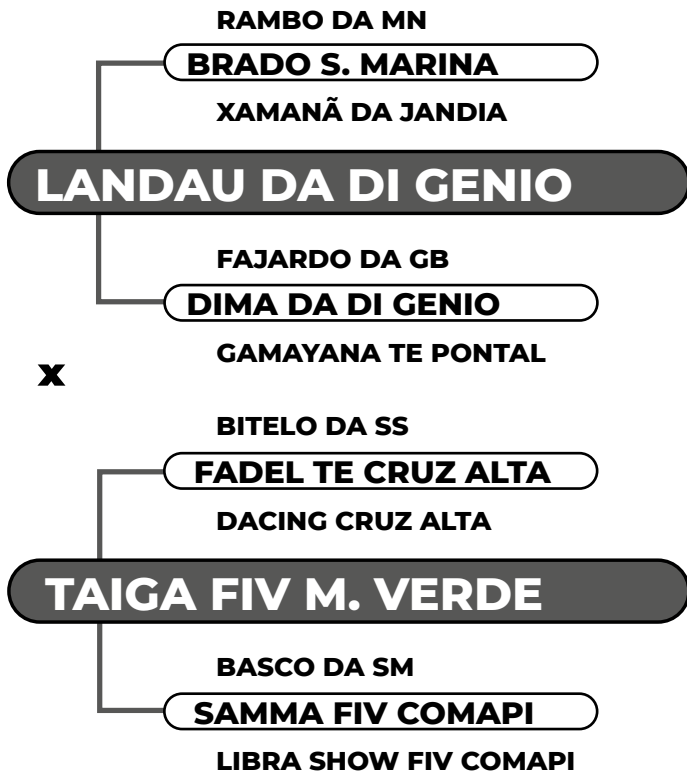 RAMBO DA MN
BRADO S. MARINA
XAMANÃ DA JANDIA
LANDAU DA DI GENIO
FAJARDO DA GB
DIMA DA DI GENIO
GAMAYANA TE PONTAL
X
BITELO DA SS
FADEL TE CRUZ ALTA
DACING CRUZ ALTA
TAIGA FIV M. VERDE
BASCO DA SM
SAMMA FIV COMAPI
LIBRA SHOW FIV COMAPI